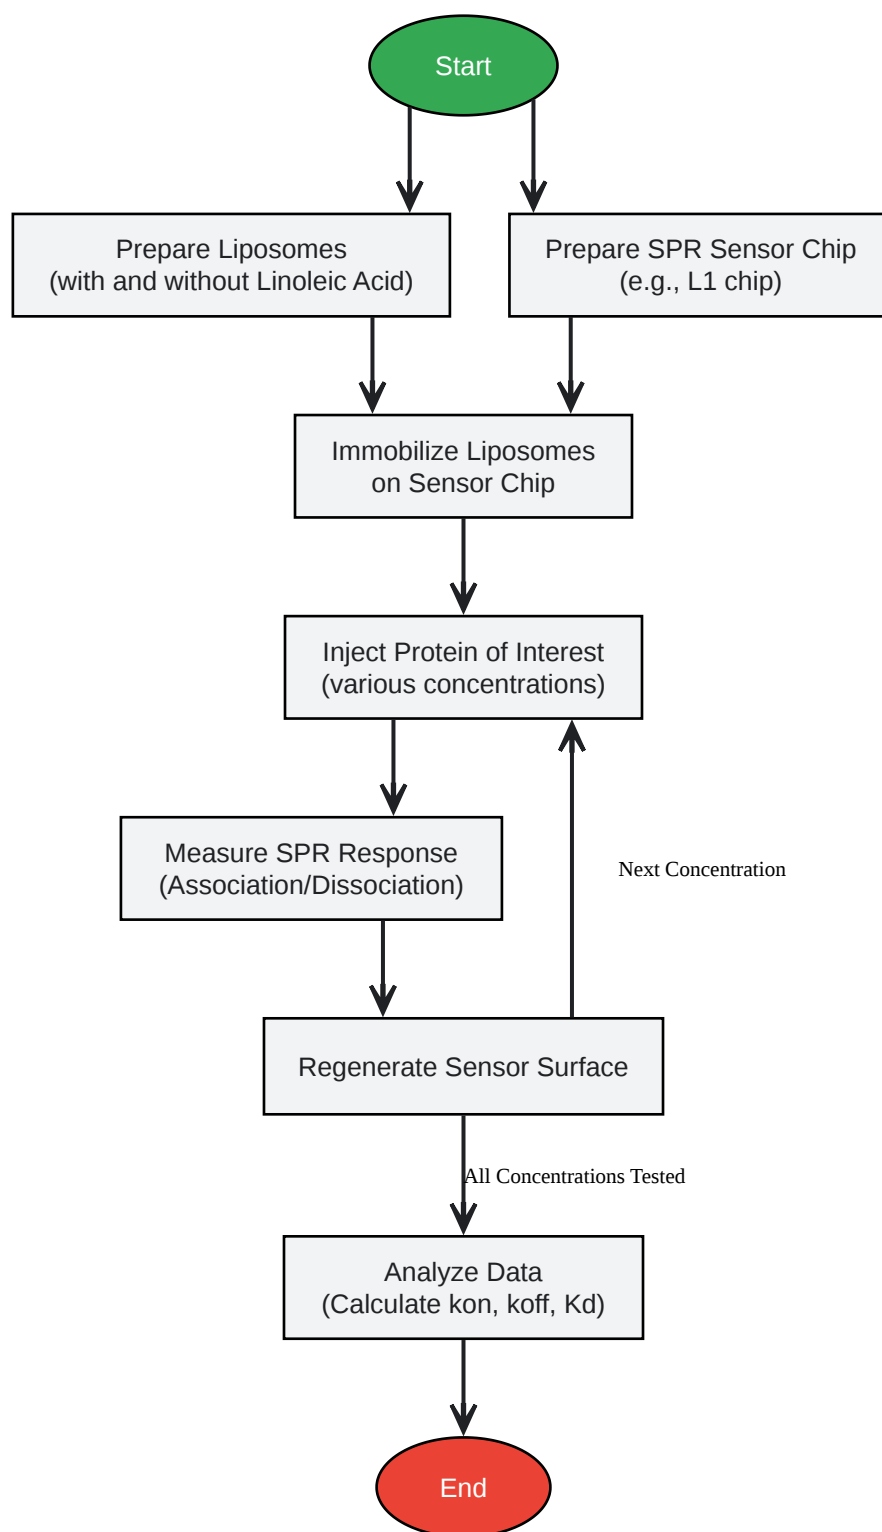 Start
Prepare Liposomes
(with and without Linoleic Acid)
Prepare SPR Sensor Chip
(e.g., L1 chip)
Immobilize Liposomes
on Sensor Chip
Inject Protein of Interest
(various concentrations)
Measure SPR Response
(Association/Dissociation)
Next Concentration
Regenerate Sensor Surface
All Concentrations Tested
Analyze Data
(Calculate kon, koff, Kd)
End